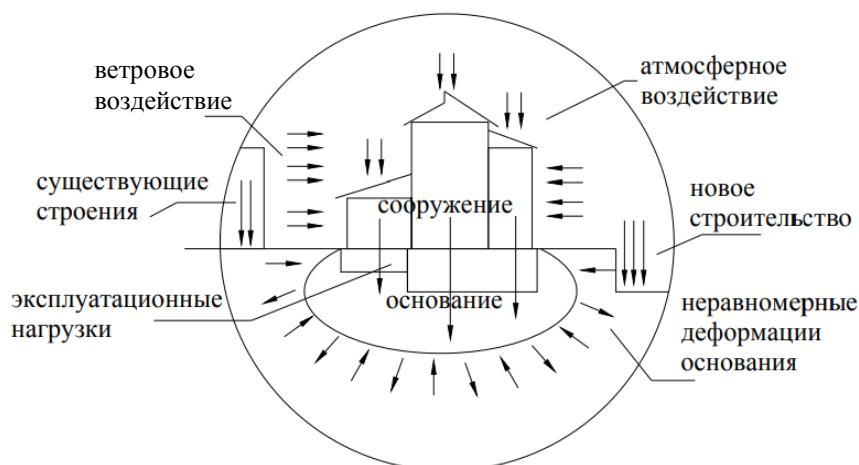 ветровое
воздействие
атмосферное
воздействие
существующие
строения
сооружение
новое
строительство
эксплуатационные
нагрузки
основание
неравномерные
деформации
основания